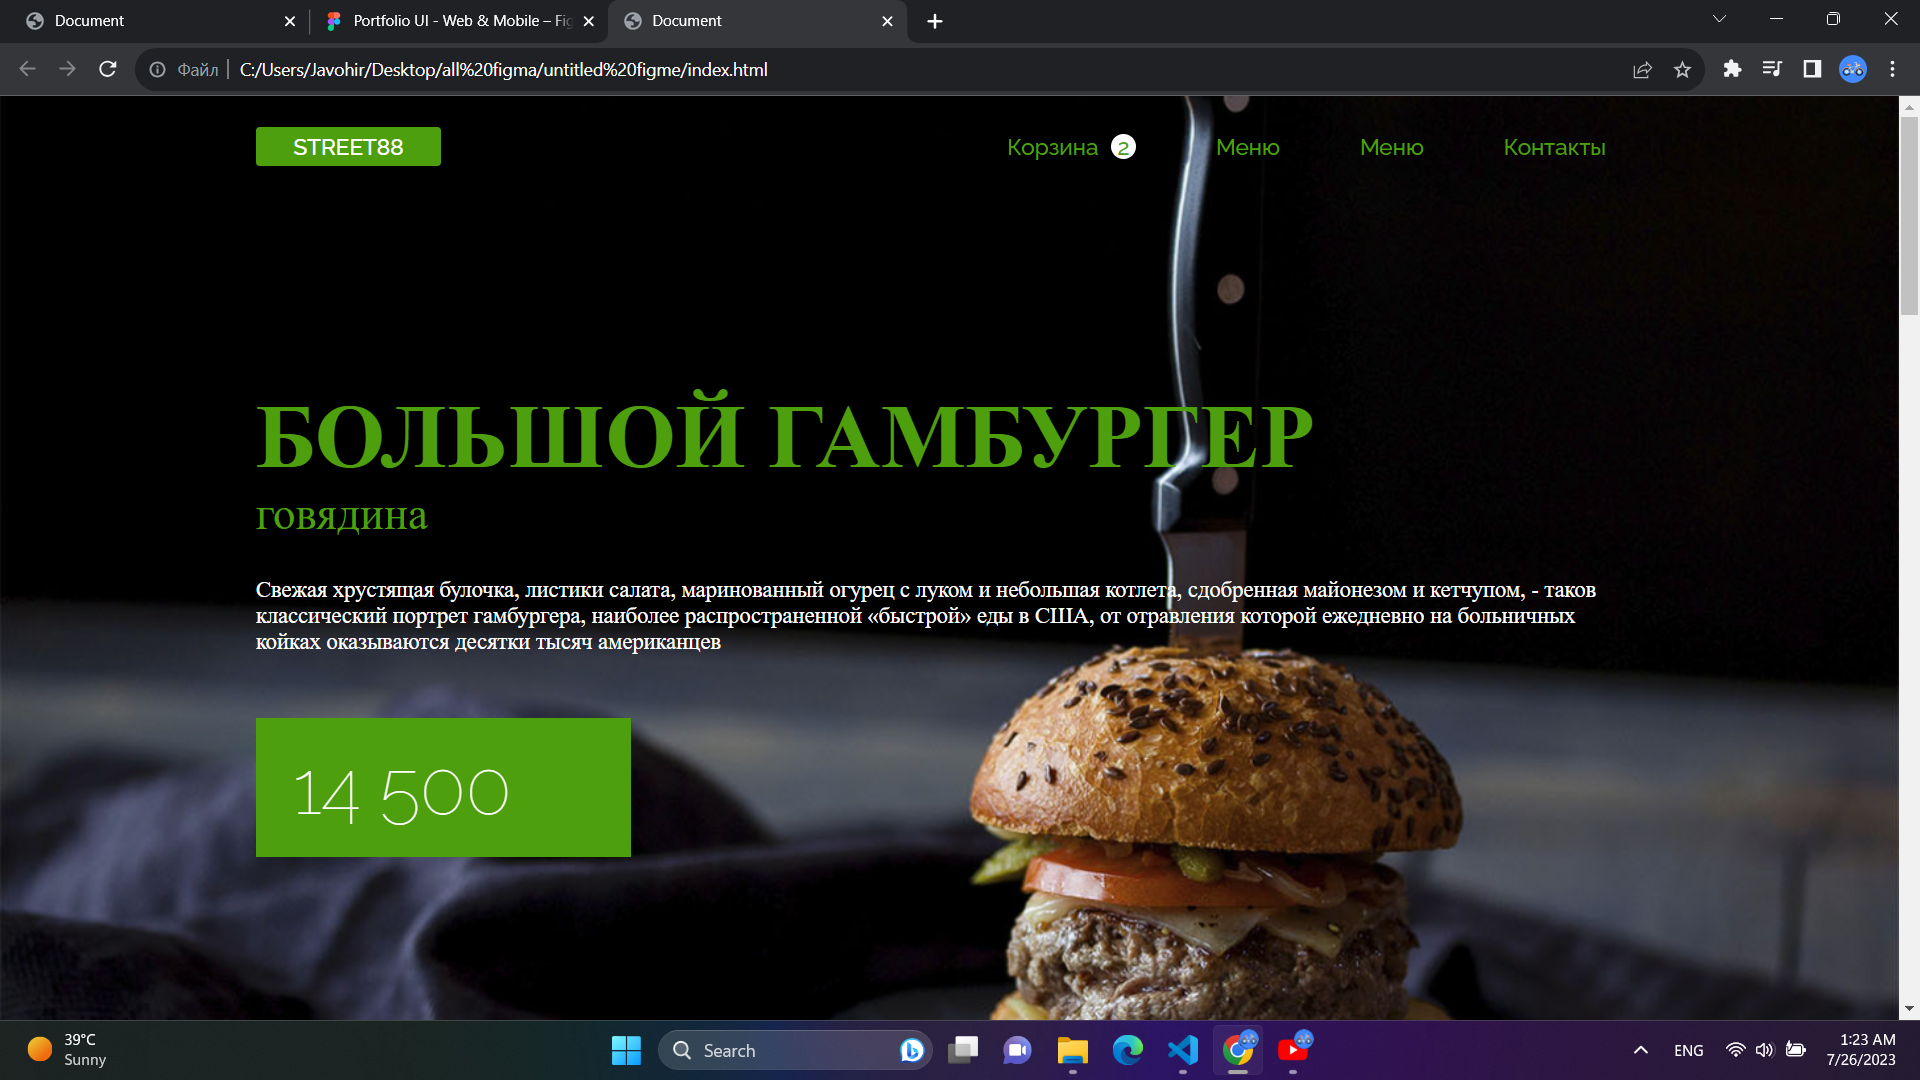 Document
Portfolio UI - Web & Mobile – Fig
Document
Файл
C:/Users/Javohir/Desktop/all%20figma/untitled%20figme/index.html
STREET88
Корзина 2
Меню
Меню
Контакты
БОЛЬШОЙ ГАМБУРГЕР
говядина
Свежая хрустящая булочка, листики салата, маринованный огурец с луком и небольшая котлета, сдобренная майонезом и кетчупом, - таков
классический портрет гамбургера, наиболее распространенной «быстрой» еды в США, от отравления которой ежедневно на больничных
койках оказываются десятки тысяч американцев
14 500
39°C
Sunny
Search
ENG
1:23 AM
7/26/2023